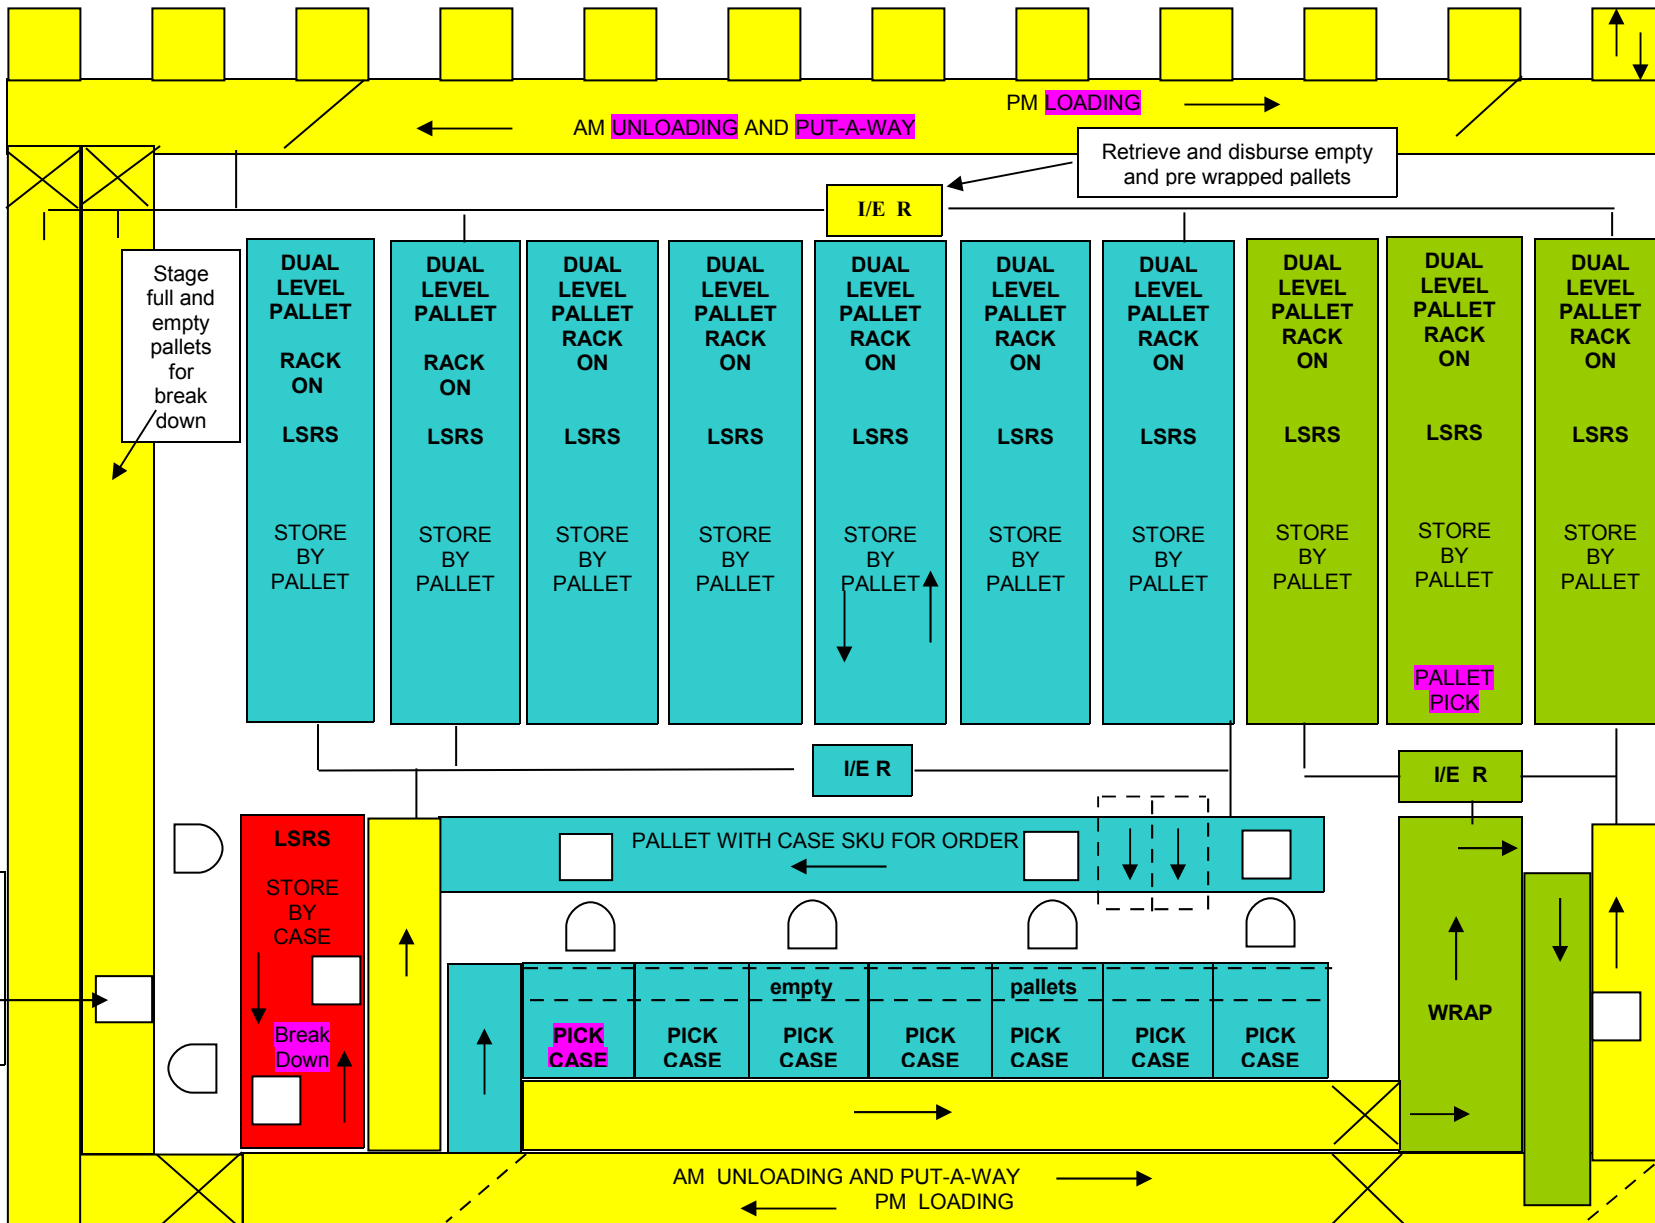 PM LOADING
AM UNLOADING AND PUT-A-WAY
Retrieve and disburse empty
and pre wrapped pallets
I/E R
Stage
full and
empty
pallets
for
break
down
DUAL
LEVEL
PALLET
RACK
ON
LSRS
STORE
BY
PALLET
DUAL
LEVEL
PALLET
RACK
ON
LSRS
STORE
BY
PALLET
DUAL
LEVEL
PALLET
RACK
ON
LSRS
STORE
BY
PALLET
DUAL
LEVEL
PALLET
RACK
ON
LSRS
STORE
BY
PALLET
DUAL
LEVEL
PALLET
RACK
ON
LSRS
STORE
BY
PALLET
DUAL
LEVEL
PALLET
RACK
ON
LSRS
STORE
BY
PALLET
DUAL
LEVEL
PALLET
RACK
ON
LSRS
STORE
BY
PALLET
DUAL
LEVEL
PALLET
RACK
ON
LSRS
STORE
BY
PALLET
DUAL
LEVEL
PALLET
RACK
ON
LSRS
STORE
BY
PALLET
PALLET
PICK
DUAL
LEVEL
PALLET
RACK
ON
LSRS
STORE
BY
PALLET
I/E R
I/E R
LSRS
STORE
BY
CASE
Break
Down
PALLET WITH CASE SKU FOR ORDER
empty pallets
PICK
CASE
PICK
CASE
PICK
CASE
PICK
CASE
PICK
CASE
PICK
CASE
PICK
CASE
WRAP
AM UNLOADING AND PUT-A-WAY
PM LOADING